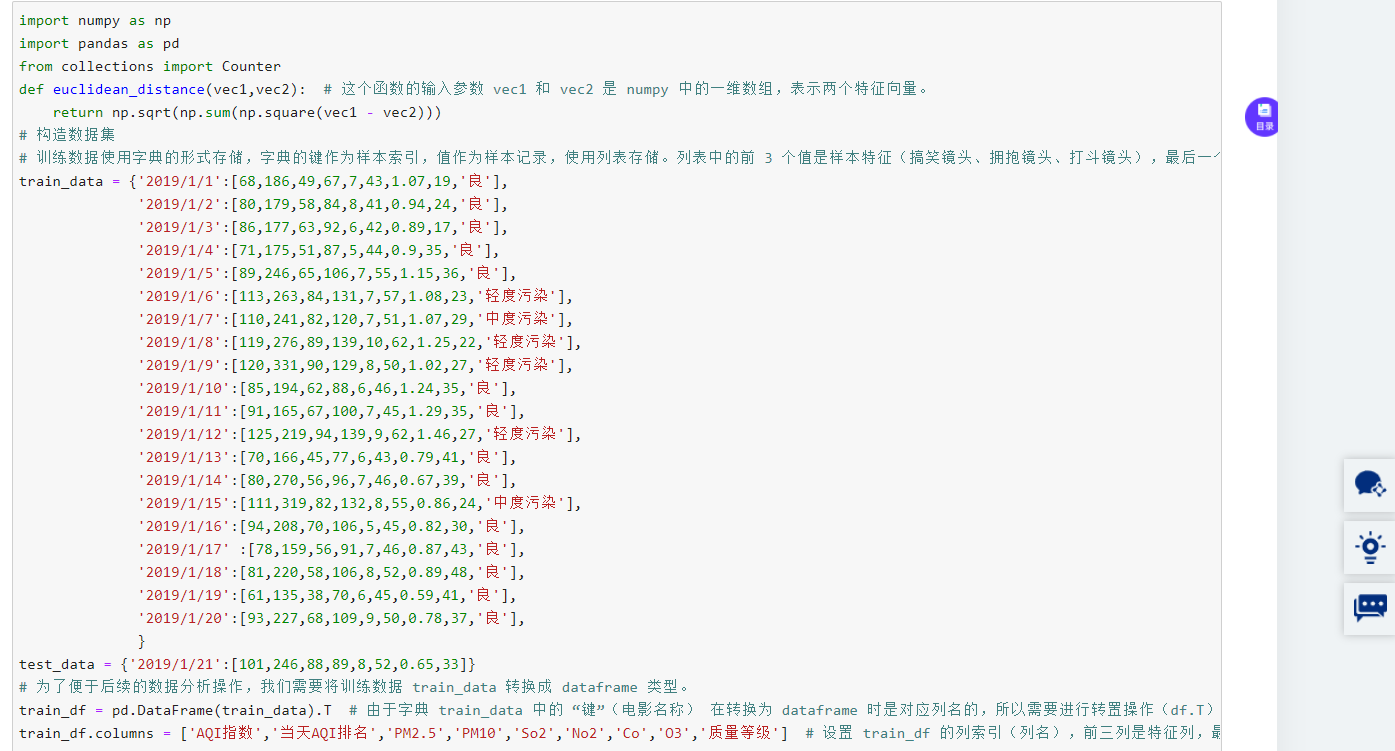 import numpy as np
import pandas as pd
from collections import Counter
def euclidean_distance(vec1,vec2):  # 这个函数的输入参数 vec1 和 vec2 是 numpy 中的一维数组，表示两个特征向量。
    return np.sqrt(np.sum(np.square(vec1 - vec2)))
# 构造数据集
# 训练数据使用字典的形式存储，字典的键作为样本索引，值作为样本记录，使用列表存储。列表中的前 3 个值是样本特征（搞笑镜头、拥抱镜头、打斗镜头），最后一
train_data = {'2019/1/1':[68,186,49,67,7,43,1.07,19,'良'],
'2019/1/2':[80,179,58,84,8,41,0.94,24,'良'],
'2019/1/3':[86,177,63,92,6,42,0.89,17,'良'],
'2019/1/4':[71,175,51,87,5,44,0.9,35,'良'],
'2019/1/5':[89,246,65,106,7,55,1.15,36,'良'],
'2019/1/6':[113,263,84,131,7,57,1.08,23,'轻度污染'],
'2019/1/7':[110,241,82,120,7,51,1.07,29,'中度污染'],
'2019/1/8':[119,276,89,139,10,62,1.25,22,'轻度污染'],
'2019/1/9':[120,331,90,129,8,50,1.02,27,'轻度污染'],
'2019/1/10':[85,194,62,88,6,46,1.24,35,'良'],
'2019/1/11':[91,165,67,100,7,45,1.29,35,'良'],
'2019/1/12':[125,219,94,139,9,62,1.46,27,'轻度污染'],
'2019/1/13':[70,166,45,77,6,43,0.79,41,'良'],
'2019/1/14':[80,270,56,96,7,46,0.67,39,'良'],
'2019/1/15':[111,319,82,132,8,55,0.86,24,'中度污染'],
'2019/1/16':[94,208,70,106,5,45,0.82,30,'良'],
'2019/1/17' :[78,159,56,91,7,46,0.87,43,'良'],
'2019/1/18':[81,220,58,106,8,52,0.89,48,'良'],
'2019/1/19':[61,135,38,70,6,45,0.59,41,'良'],
'2019/1/20':[93,227,68,109,9,50,0.78,37,'良'],
}
test_data = {'2019/1/21':[101,246,88,89,8,52,0.65,33]}
# 为了便于后续的数据分析操作，我们需要将训练数据 train_data 转换成 dataframe 类型。
train_df = pd.DataFrame(train_data).T  # 由于字典 train_data 中的 “键”（电影名称） 在转换为 dataframe 时是对应列名的，所以需要进行转置操作（df.T）
train_df.columns = ['AQI指数','当天AQI排名','PM2.5','PM10','So2','No2','Co','O3','质量等级']  # 设置 train_df 的列索引（列名），前三列是特征列，
目录